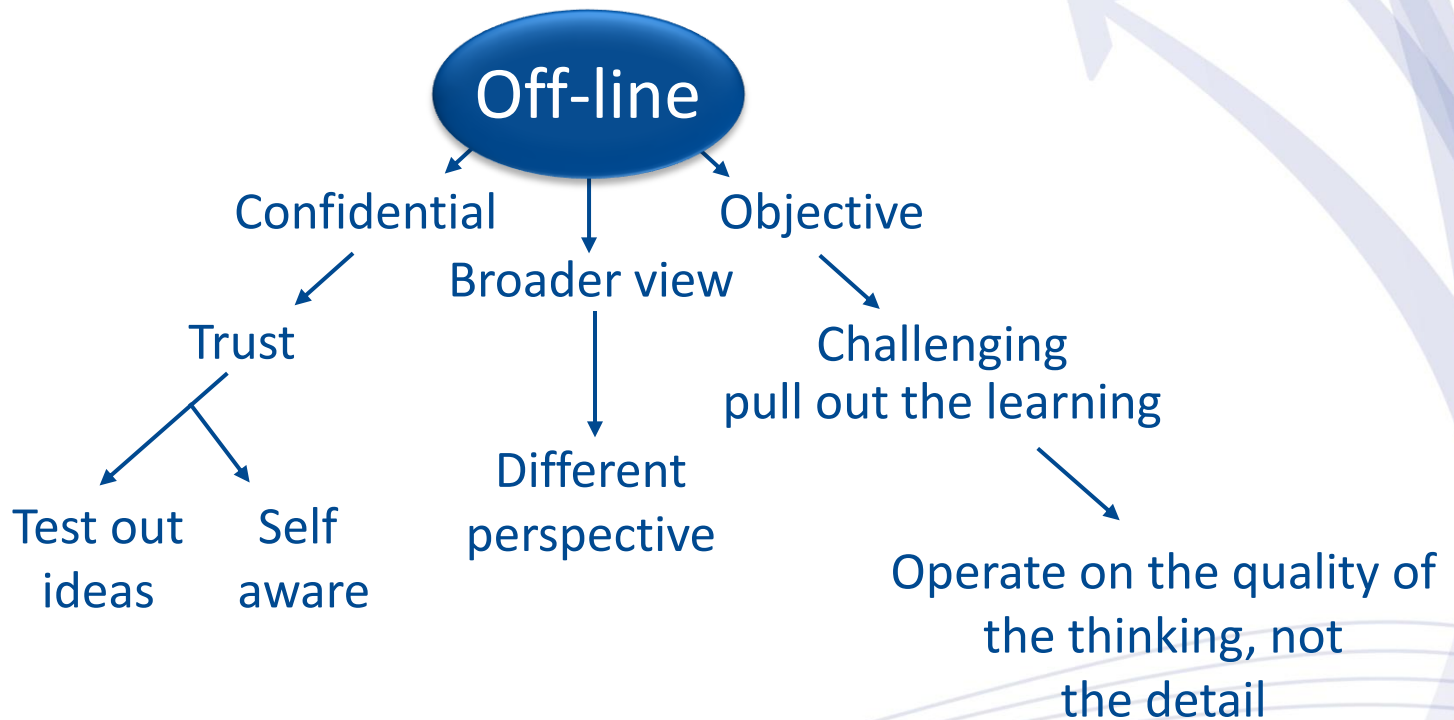 Off-line
Confidential
Objective
Broader view
Trust
Challenging
pull out the learning
Different
perspective
Test out
ideas
Self
aware
Operate on the quality of
the thinking, not
the detail